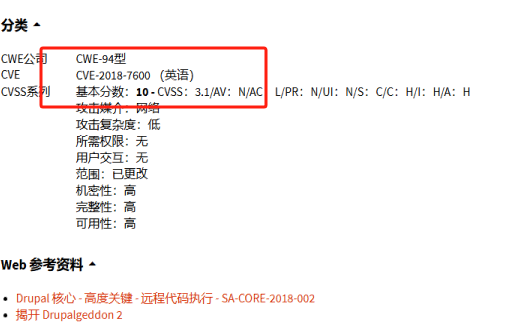 分类
CWE公司 CWE-94型
CVE CVE-2018-7600 （英语）
CVSS系列 基本分数：10 - CVSS：3.1/AV：N/AC：L/PR：N/UI：N/S：C/C：H/I：H/A：H
攻击媒介：网络
攻击复杂度：低
所需权限：无
用户交互：无
范围：已更改
机密性：高
完整性：高
可用性：高
Web 参考资料
• Drupal 核心 - 高度关键 - 远程代码执行 - SA-CORE-2018-002
• 揭开 Drupalgeddon 2